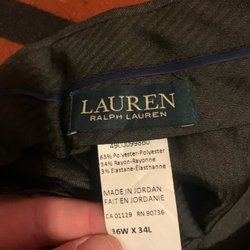 LAUREN
RALPH LAUREN
63% Polyester-Polyester
34% Rayon-Rayonne
3% Elastane-Elasthanne
MADE IN JORDAN
FAIT EN JORDANIE
CA 01129 RN 90736
36W X 34L